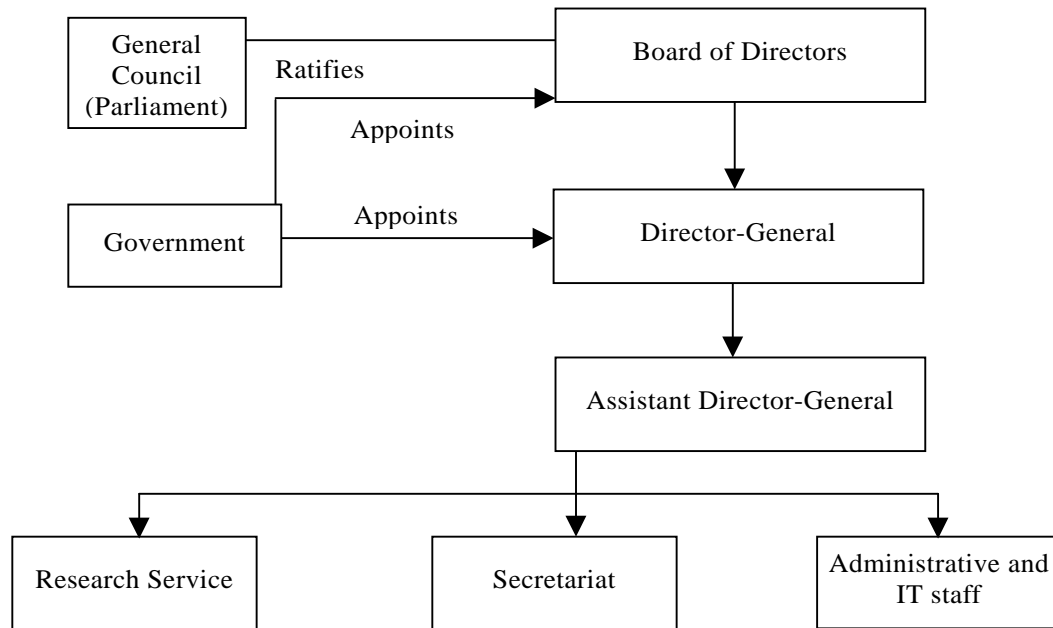 General
Council
(Parliament)
Board of Directors
Ratifies
Appoints
Government
Appoints
Director-General
Assistant Director-General
Research Service
Secretariat
Administrative and
IT staff